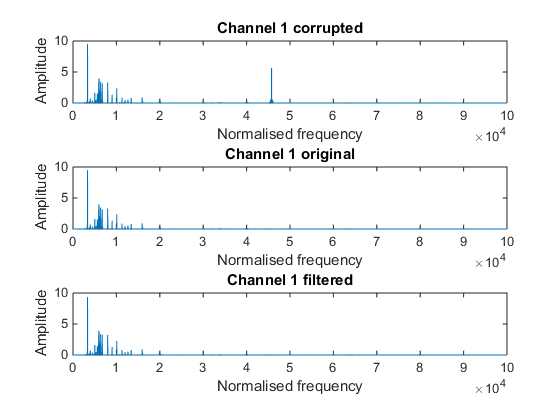 Channel 1 corrupted
10
5
0
Amplitude
0 1 2 3 4 5 6 7 8 9 10
Normalised frequency
×10^4
Channel 1 original
10
5
0
Amplitude
0 1 2 3 4 5 6 7 8 9 10
Normalised frequency
×10^4
Channel 1 filtered
10
5
0
Amplitude
0 1 2 3 4 5 6 7 8 9 10
Normalised frequency
×10^4